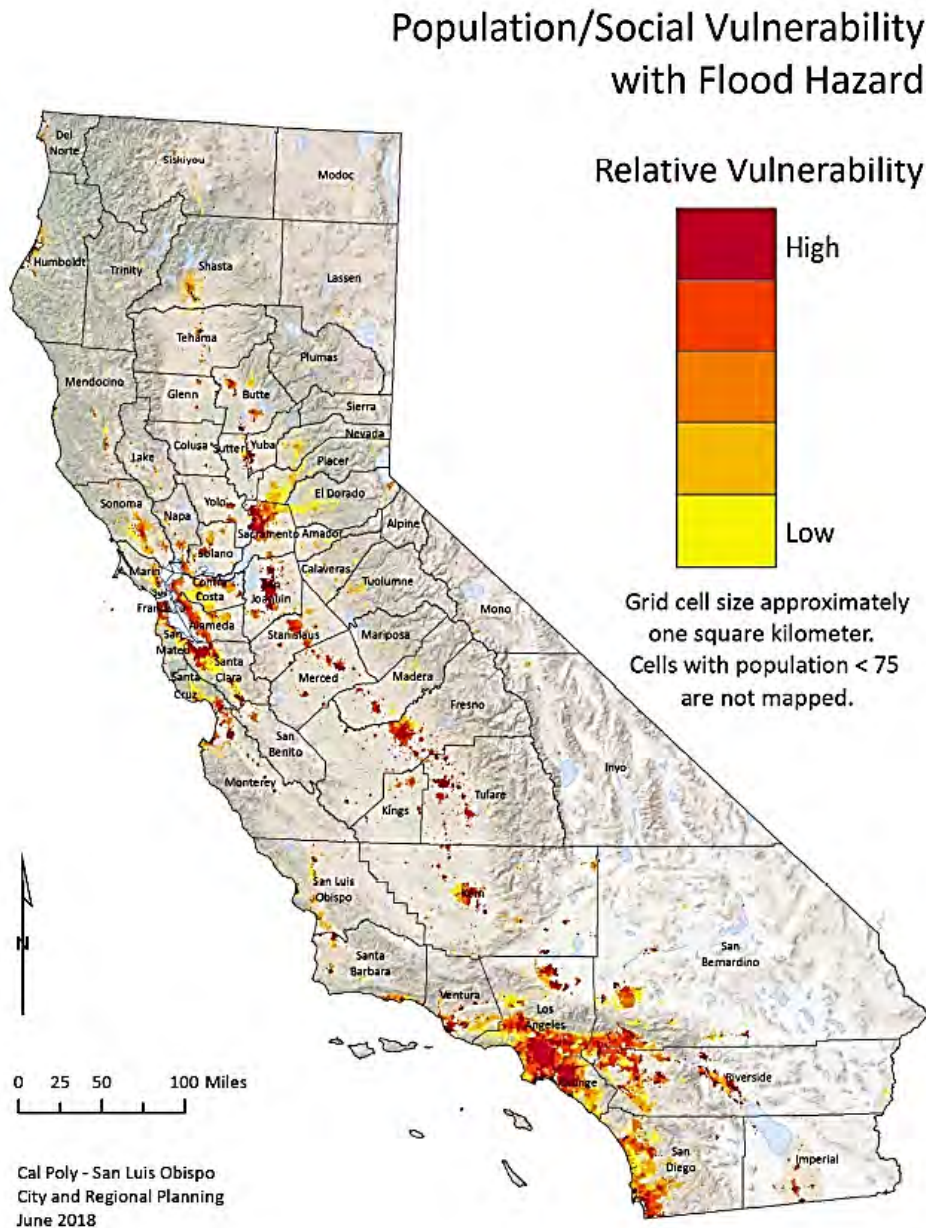 Population/Social Vulnerability
with Flood Hazard
Relative Vulnerability
High
Low
Grid cell size approximately
one square kilometer.
Cells with population < 75
are not mapped.
Del
Norte
Siskiyou
Modoc
Humboldt
Trinity
Shasta
Lassen
Tehama
Plumas
Mendocino
Glenn
Butte
Sierra
Colusa
Sutter
Yuba
Nevada
Lake
Placer
El Dorado
Sonoma
Napa
Yolo
Sacramento
Amador
Alpine
Solano
Marin
Calaveras
Contra
Costa
San
Joaquin
Tuolumne
Mono
San
Alameda
Stanislaus
Mariposa
San
Mateo
Santa
Clara
Merced
Madera
Santa
Cruz
Fresno
San
Benito
Inyo
Monterey
Kings
Tulare
San Luis
Obispo
Kern
San
Bernardino
Santa
Barbara
Ventura
Los
Angeles
Orange
Riverside
San
Diego
Imperial
N
0 25 50 100 Miles
Cal Poly - San Luis Obispo
City and Regional Planning
June 2018